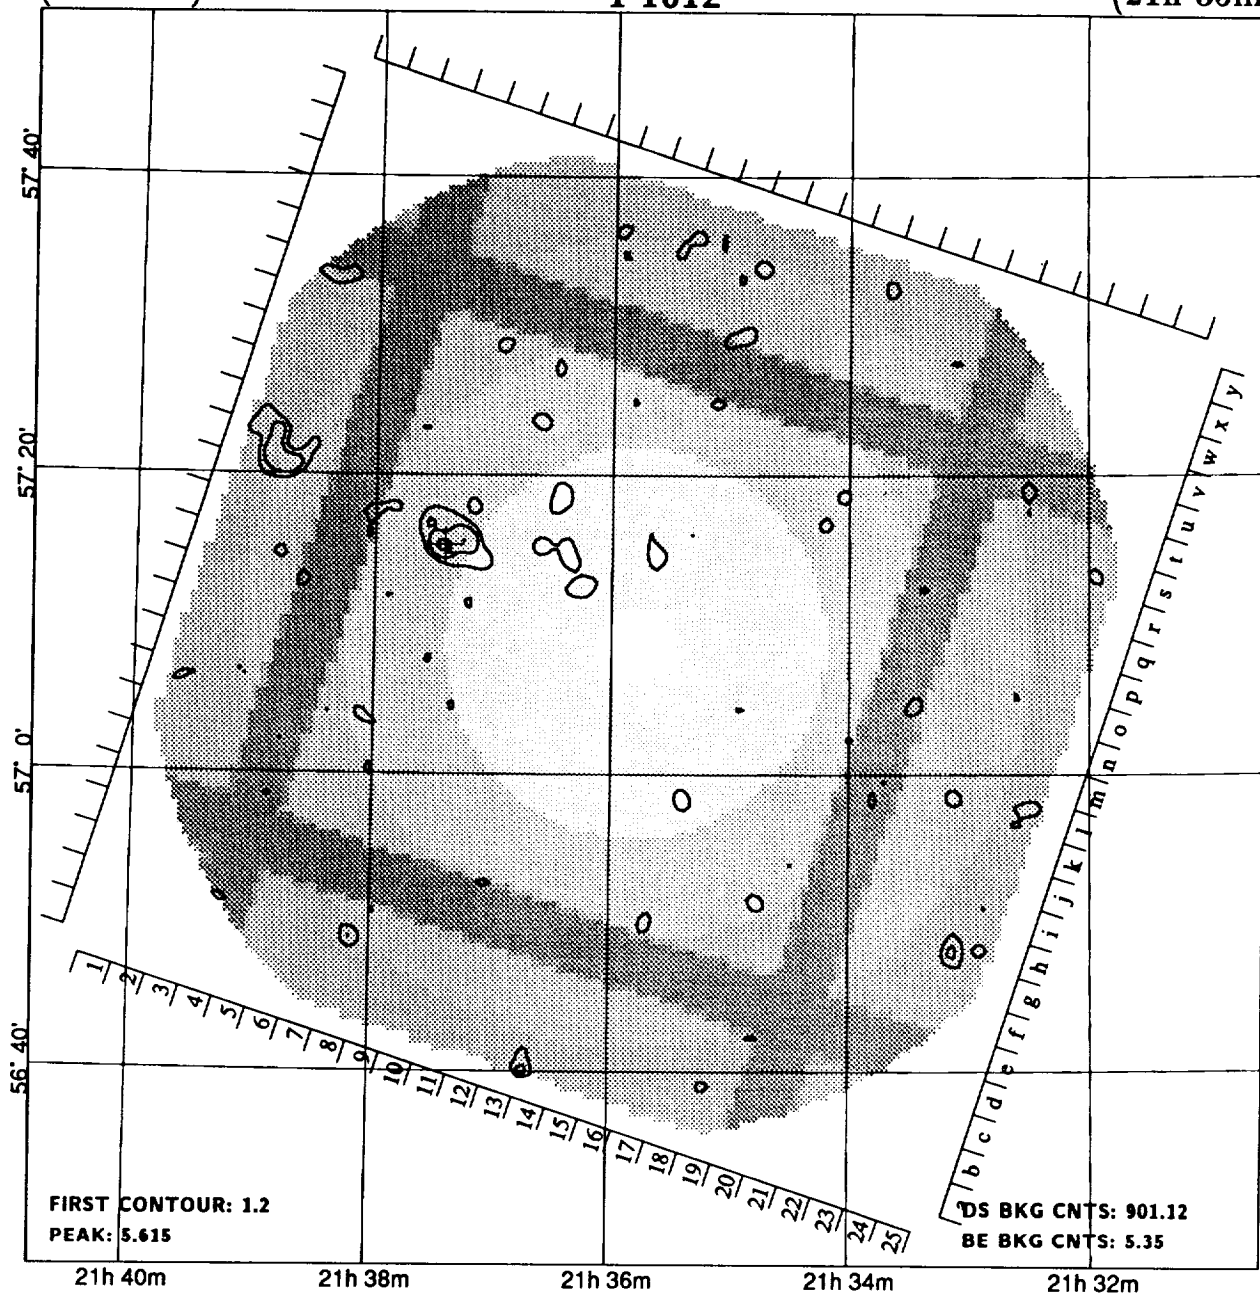 57° 40'
57° 20'
57° 0'
56° 40'
1 2 3 4 5 6 7 8 9 10 11 12 13 14 15 16 17 18 19 20 21 22 23 24 25
a b c d e f g h i j k l m n o p q r s t u v w x y
FIRST CONTOUR: 1.2
PEAK: 5.615
DS BKG CNTS: 901.12
BE BKG CNTS: 5.35
21h 40m 21h 38m 21h 36m 21h 34m 21h 32m